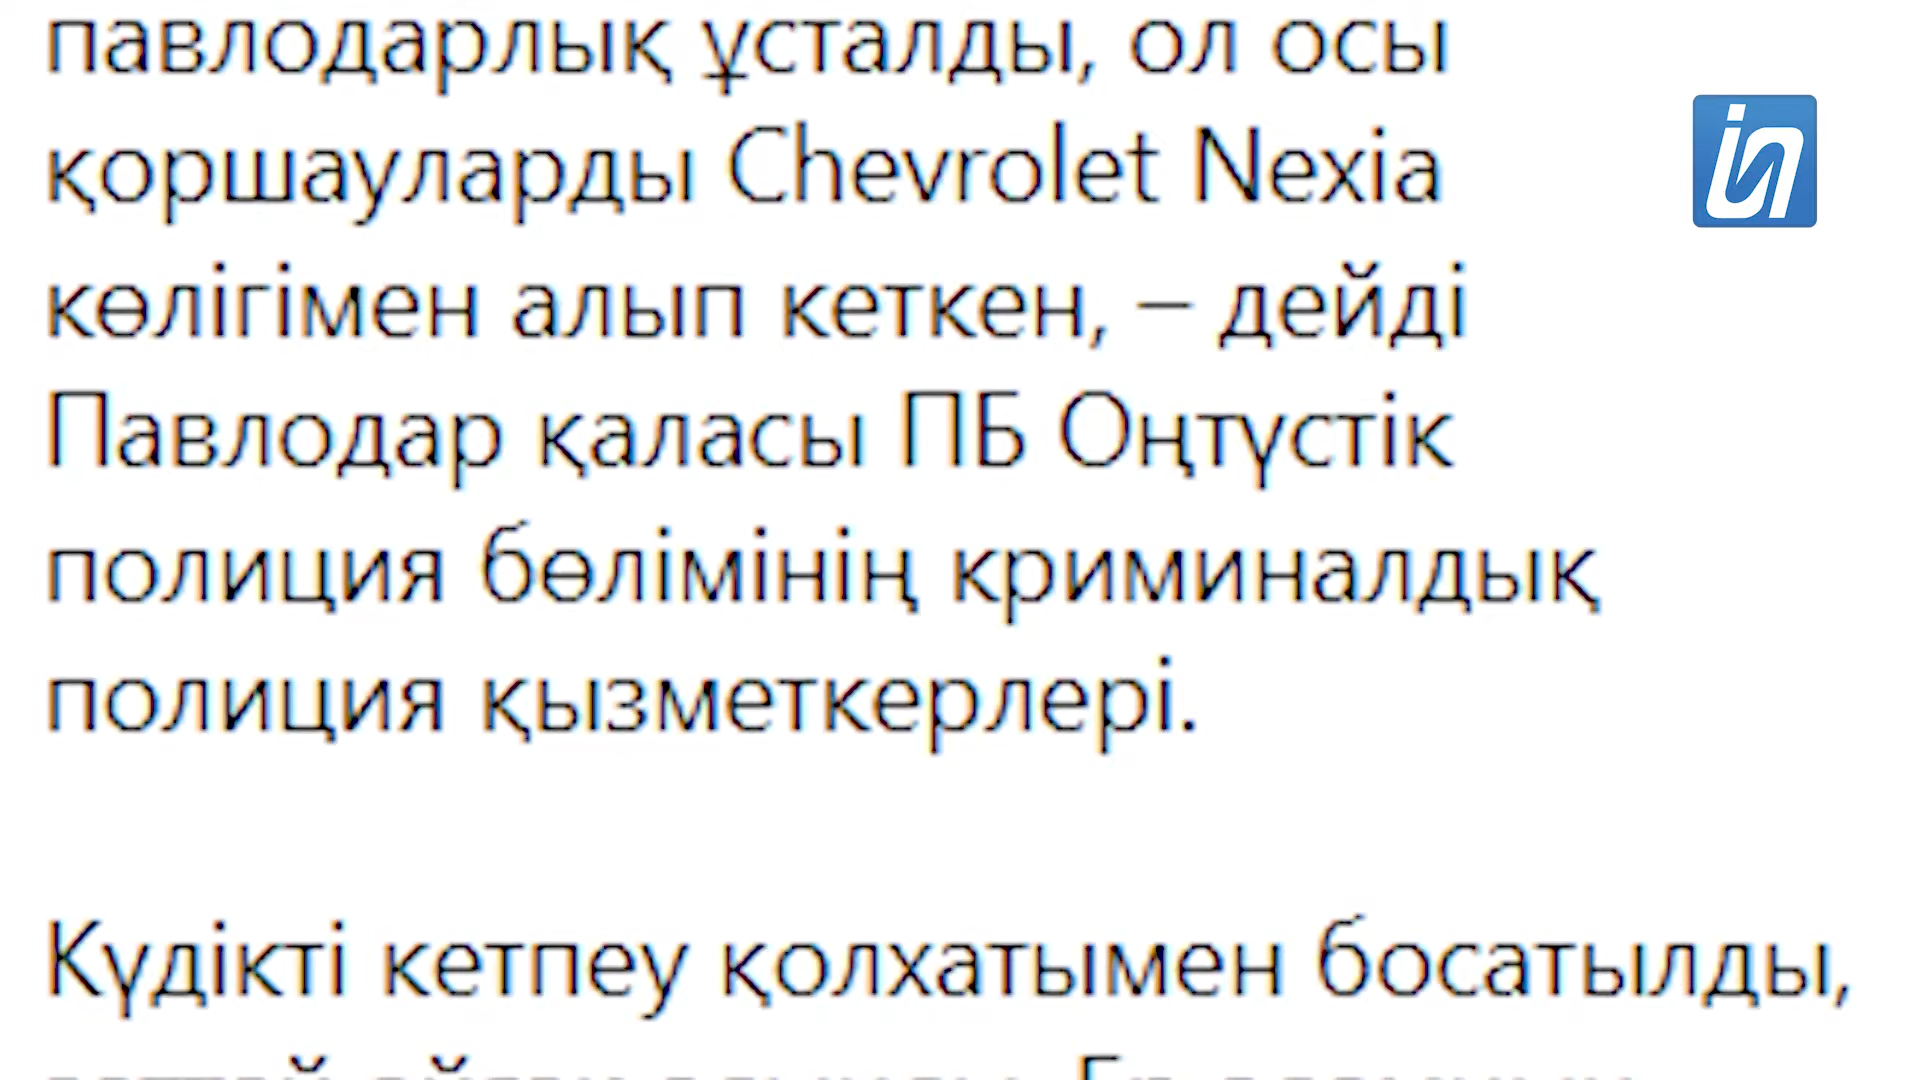 павлодарлық ұсталды, ол осы
қоршауларды Chevrolet Nexia
көлігімен алып кеткен, – дейді
Павлодар қаласы ПБ Оңтүстік
полиция бөлімінің криминалдық
полиция қызметкерлері.
Күдікті кетпеу қолхатымен босатылды,